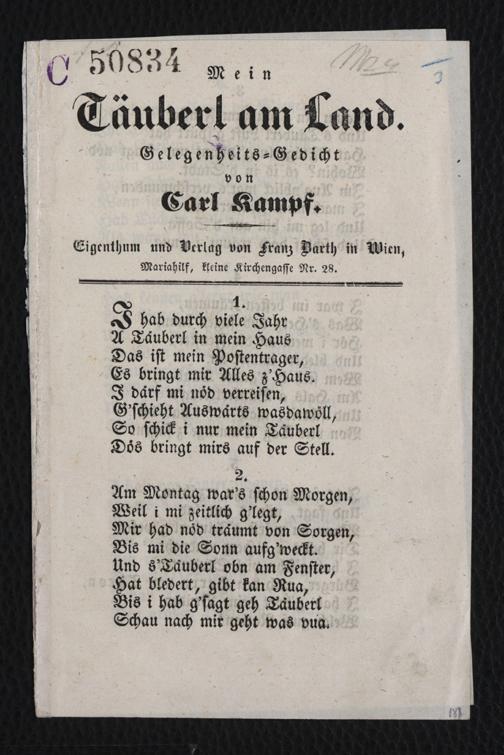 C 50834
3
Mein
Täuberl am Land.
Gelegenheits=Gedicht
von
Carl Kampf.
Eigenthum und Verlag von Franz Barth in Wien,
Mariahilf, kleine Kirchengasse Nr. 28.
1.
I hab durch viele Jahr
A Täuberl in mein Haus
Das ist mein Postentrager,
Es bringt mir Alles z'Haus.
I därf mi nöd verreisen,
G'schieht Auswärts wasdawöll,
So schick i nur mein Täuberl
Dös bringt mirs auf der Stell.
2.
Am Montag war's schon Morgen,
Weil i mi zeitlich g'legt,
Mir had nöd träumt von Sorgen,
Bis mi die Sonn aufg'weckt.
Und s'Täuberl obn am Fenster,
Hat bledert, gibt kan Rua,
Bis i hab g'sagt geh Täuberl
Schau nach mir geht was vua.